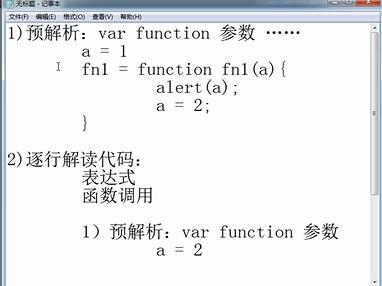 无标题 - 记事本
文件(F) 编辑(E) 格式(O) 查看(V) 帮助(H)
1)预解析：var function 参数 ……
a = 1
fn1 = function fn1(a){
alert(a);
a = 2;
}
2)逐行解读代码：
表达式
函数调用
1）预解析：var function 参数
a = 2